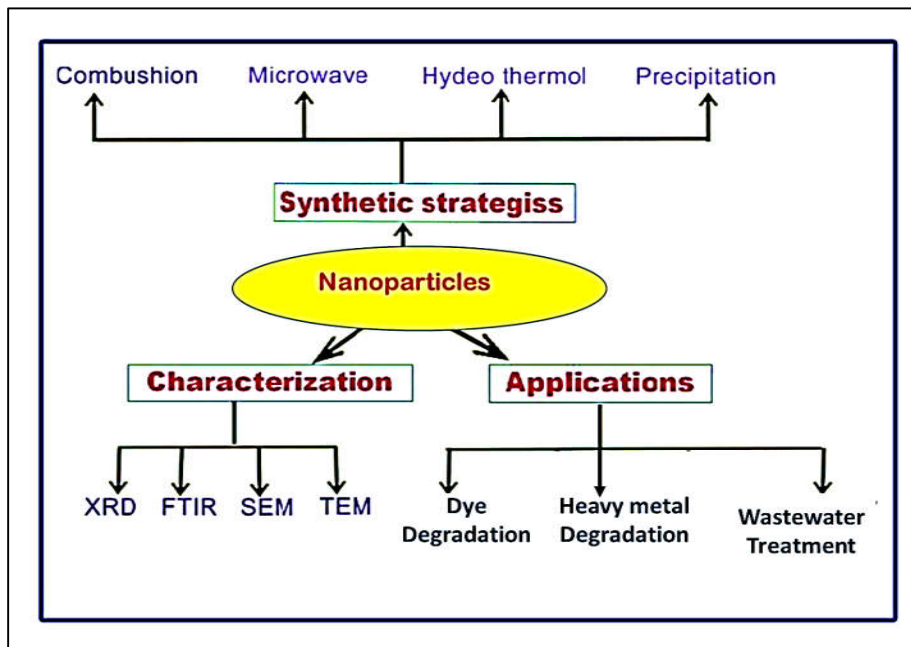 Combushion Microwave Hydeo thermol Precipitation
Synthetic strategiss
Nanoparticles
Characterization Applications
XRD FTIR SEM TEM
Dye
Degradation
Heavy metal
Degradation
Wastewater
Treatment